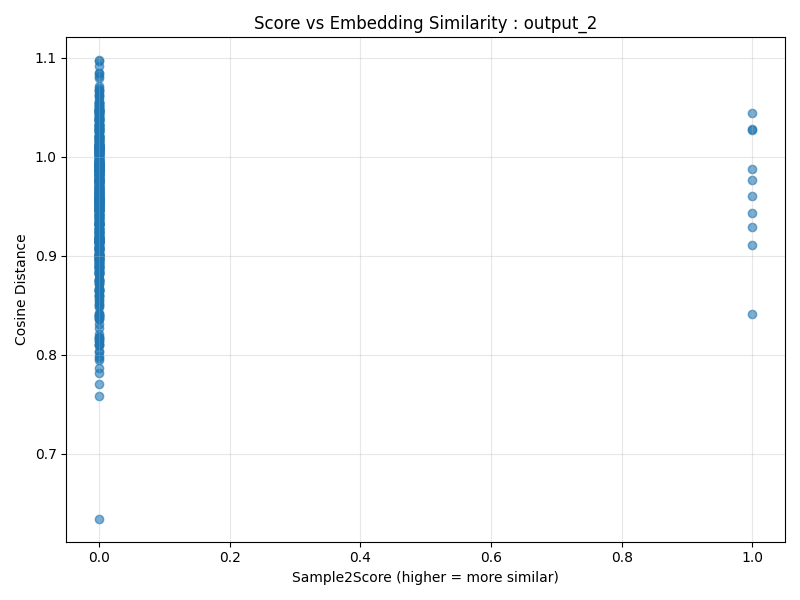 Score vs Embedding Similarity : output_2
Cosine Distance
1.1
1.0
0.9
0.8
0.7
0.0 0.2 0.4 0.6 0.8 1.0
Sample2Score (higher = more similar)